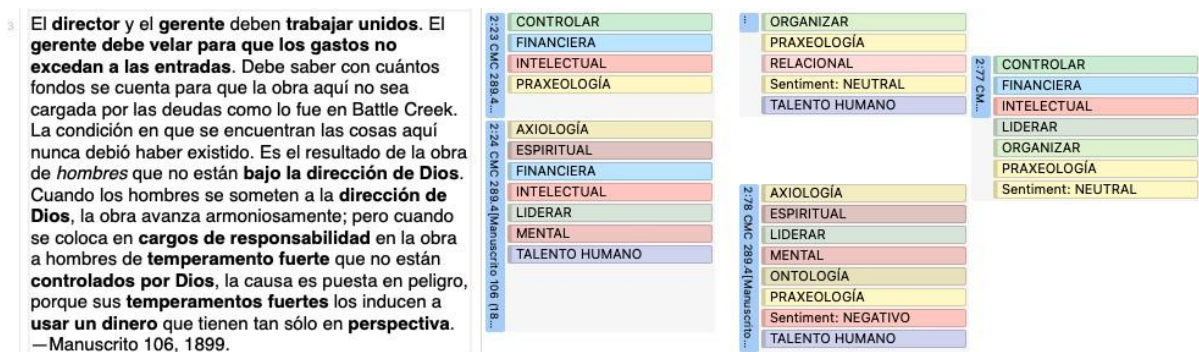 3
El director y el gerente deben trabajar unidos. El
gerente debe velar para que los gastos no
excedan a las entradas. Debe saber con cuántos
fondos se cuenta para que la obra aquí no sea
cargada por las deudas como lo fue en Battle Creek.
La condición en que se encuentran las cosas aquí
nunca debió haber existido. Es el resultado de la obra
de hombres que no están bajo la dirección de Dios.
Cuando los hombres se someten a la dirección de
Dios, la obra avanza armoniosamente; pero cuando
se coloca en cargos de responsabilidad en la obra
a hombres de temperamento fuerte que no están
controlados por Dios, la causa es puesta en peligro,
porque sus temperamentos fuertes los inducen a
usar un dinero que tienen tan sólo en perspectiva.
—Manuscrito 106, 1899.
2:23 CMC 289.4...
CONTROLAR
FINANCIERA
INTELECTUAL
PRAXEOLOGÍA
2:24 CMC 289.4[Manuscrito 106 (18...
AXIOLOGÍA
ESPIRITUAL
FINANCIERA
INTELECTUAL
LIDERAR
MENTAL
TALENTO HUMANO
...
ORGANIZAR
PRAXEOLOGÍA
RELACIONAL
Sentiment: NEUTRAL
TALENTO HUMANO
2:77 CM...
CONTROLAR
FINANCIERA
INTELECTUAL
LIDERAR
ORGANIZAR
PRAXEOLOGÍA
Sentiment: NEUTRAL
2:78 CMC 289.4[Manuscrito...
AXIOLOGÍA
ESPIRITUAL
LIDERAR
MENTAL
ONTOLOGÍA
PRAXEOLOGÍA
Sentiment: NEGATIVO
TALENTO HUMANO